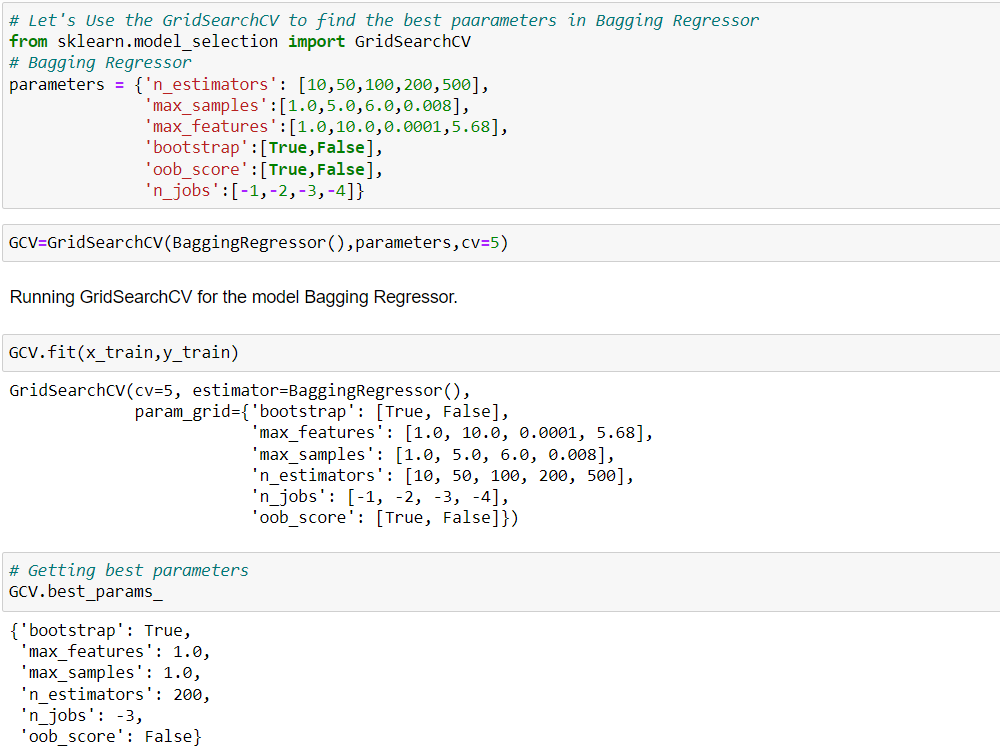 # Let's Use the GridSearchCV to find the best paarameters in Bagging Regressor
from sklearn.model_selection import GridSearchCV
# Bagging Regressor
parameters = {'n_estimators': [10,50,100,200,500],
'max_samples':[1.0,5.0,6.0,0.008],
'max_features':[1.0,10.0,0.0001,5.68],
'bootstrap':[True,False],
'oob_score':[True,False],
'n_jobs':[-1,-2,-3,-4]}
GCV=GridSearchCV(BaggingRegressor(),parameters,cv=5)
Running GridSearchCV for the model Bagging Regressor.
GCV.fit(x_train,y_train)
GridSearchCV(cv=5, estimator=BaggingRegressor(),
param_grid={'bootstrap': [True, False],
'max_features': [1.0, 10.0, 0.0001, 5.68],
'max_samples': [1.0, 5.0, 6.0, 0.008],
'n_estimators': [10, 50, 100, 200, 500],
'n_jobs': [-1, -2, -3, -4],
'oob_score': [True, False]})
# Getting best parameters
GCV.best_params_
{'bootstrap': True,
'max_features': 1.0,
'max_samples': 1.0,
'n_estimators': 200,
'n_jobs': -3,
'oob_score': False}